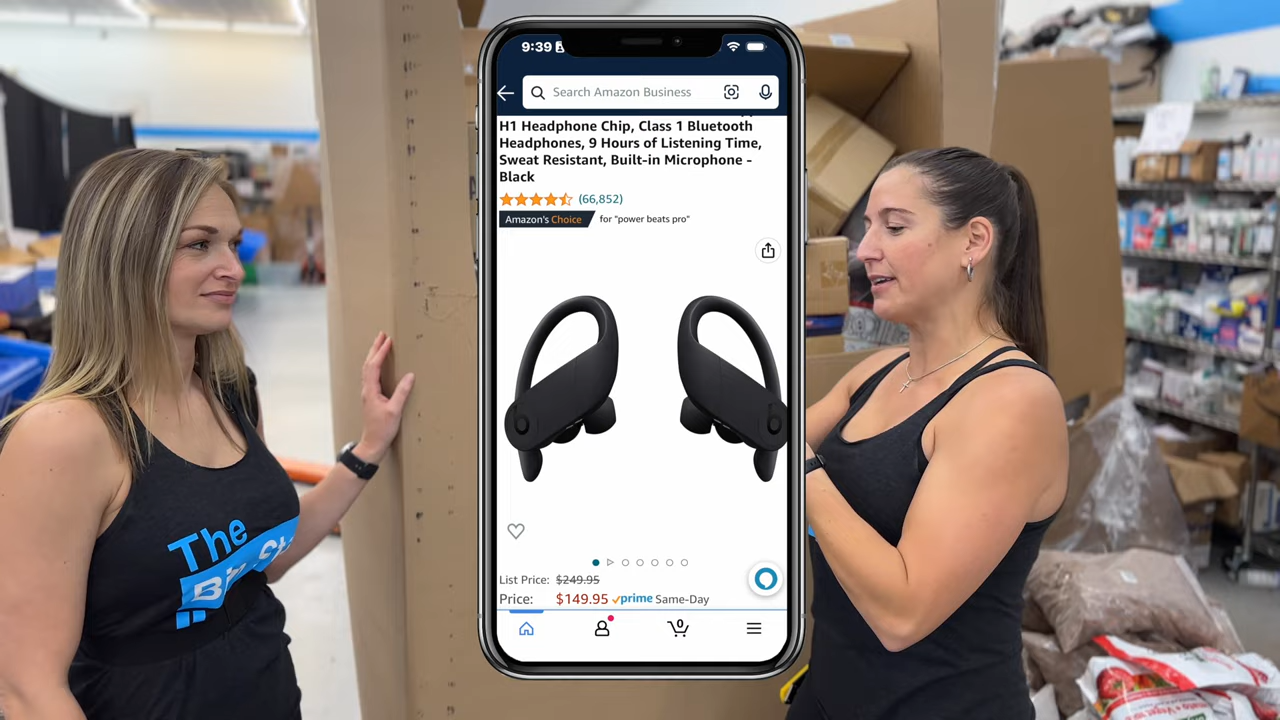 9:39
Search Amazon Business
H1 Headphone Chip, Class 1 Bluetooth
Headphones, 9 Hours of Listening Time,
Sweat Resistant, Built-in Microphone -
Black
(66,852)
Amazon's Choice for "power beats pro"
List Price: $249.95
Price: $149.95 prime Same-Day
0
The